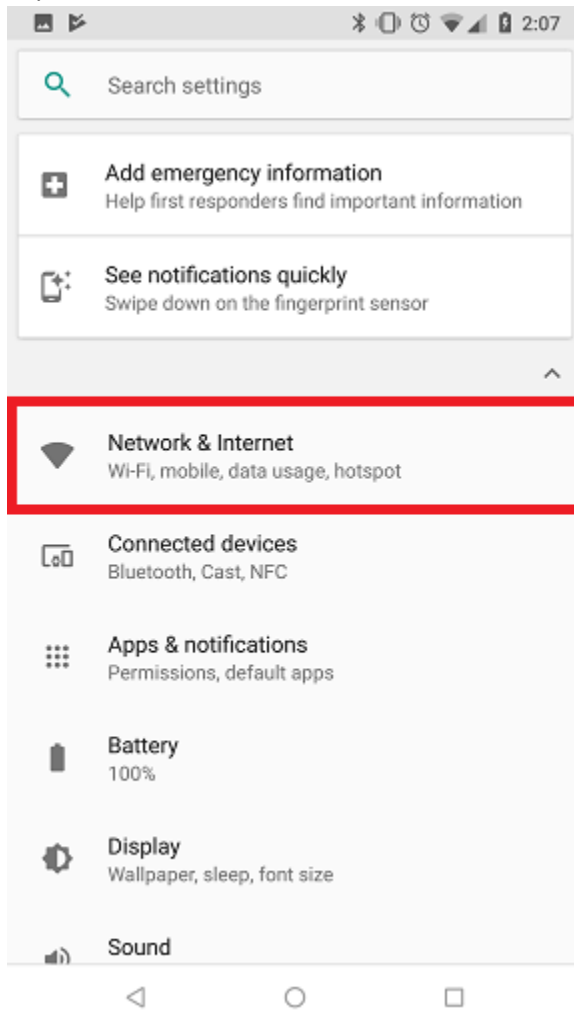 2:07
Search settings
Add emergency information
Help first responders find important information
See notifications quickly
Swipe down on the fingerprint sensor
Network & Internet
Wi-Fi, mobile, data usage, hotspot
Connected devices
Bluetooth, Cast, NFC
Apps & notifications
Permissions, default apps
Battery
100%
Display
Wallpaper, sleep, font size
Sound